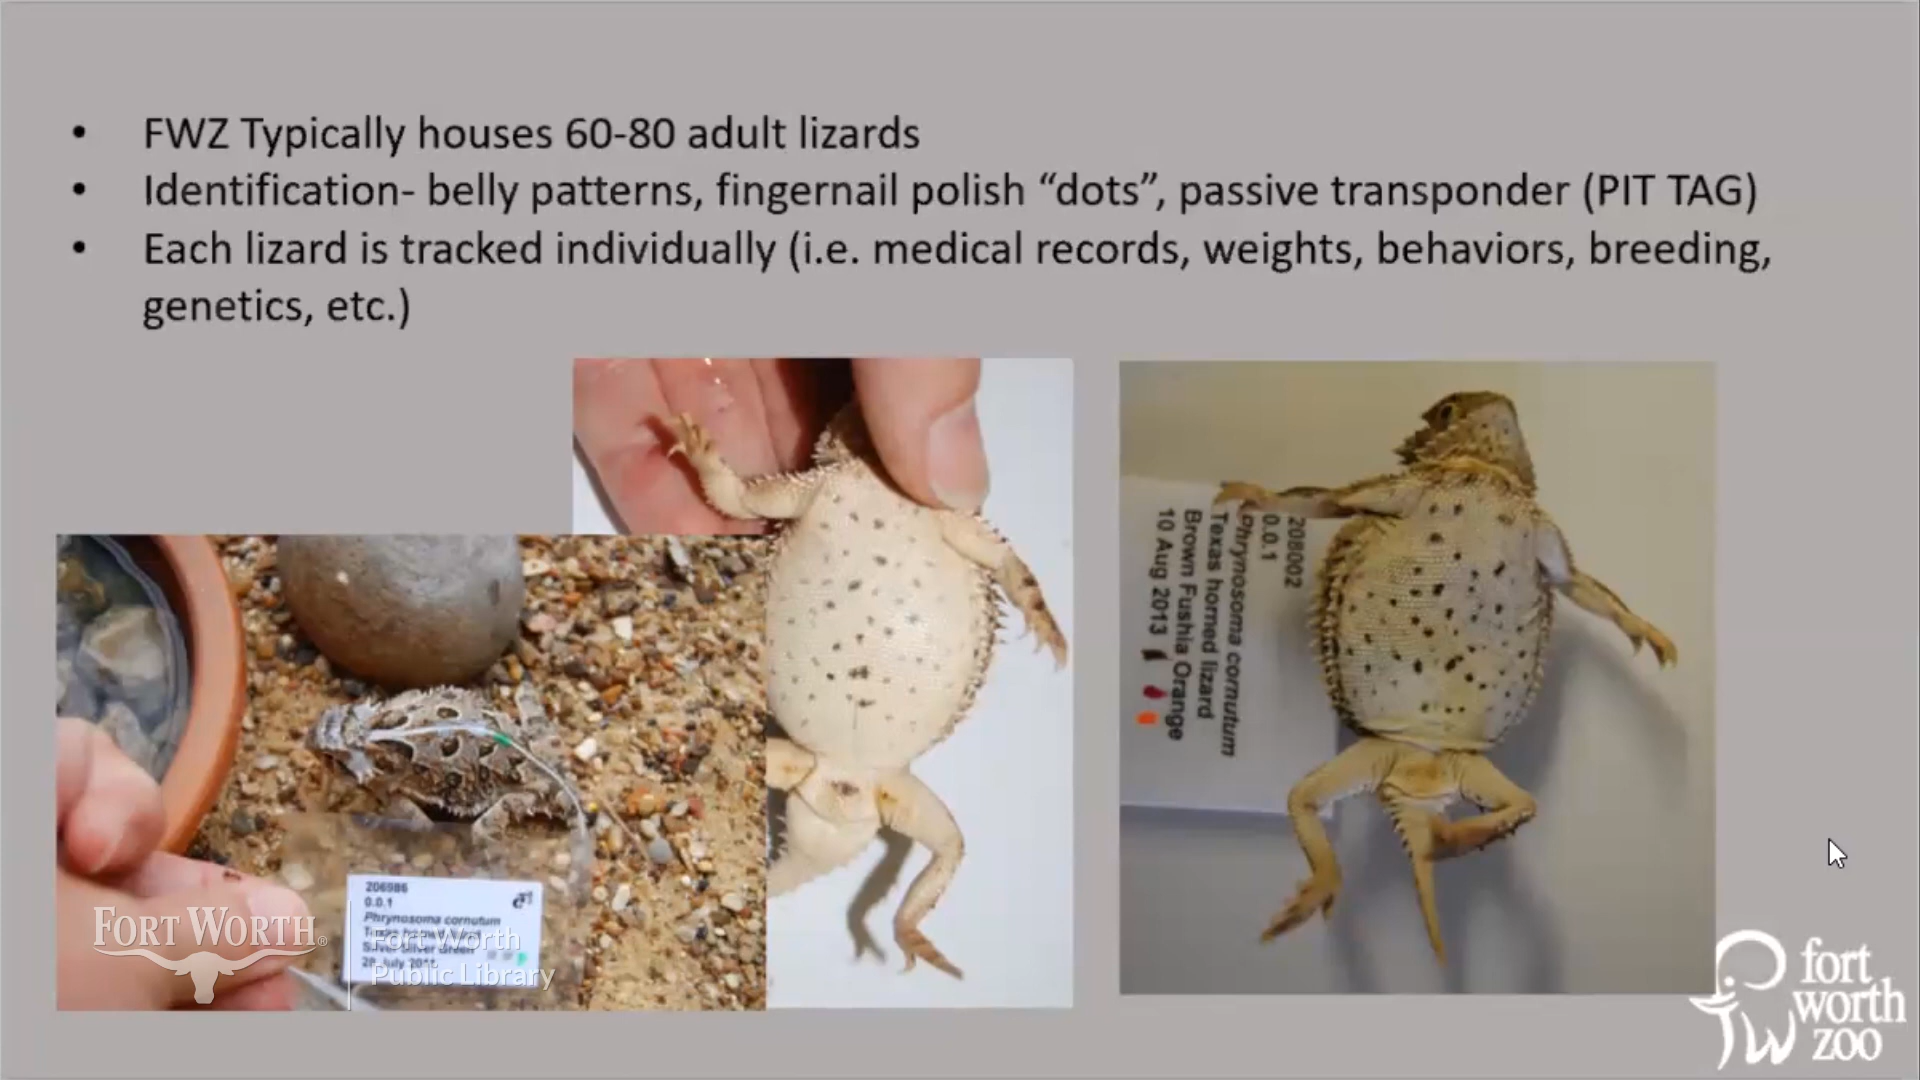 • FWZ Typically houses 60-80 adult lizards
• Identification- belly patterns, fingernail polish “dots”, passive transponder (PIT TAG)
• Each lizard is tracked individually (i.e. medical records, weights, behaviors, breeding,
genetics, etc.)
208002
0.0.1
Phrynosoma cornutum
Texas horned lizard
Brown Fushia Orange
10 Aug 2013
206986
0.0.1
Phrynosoma cornutum
Green
July
FORT WORTH®
Fort Worth
Public Library
fort
worth
zoo